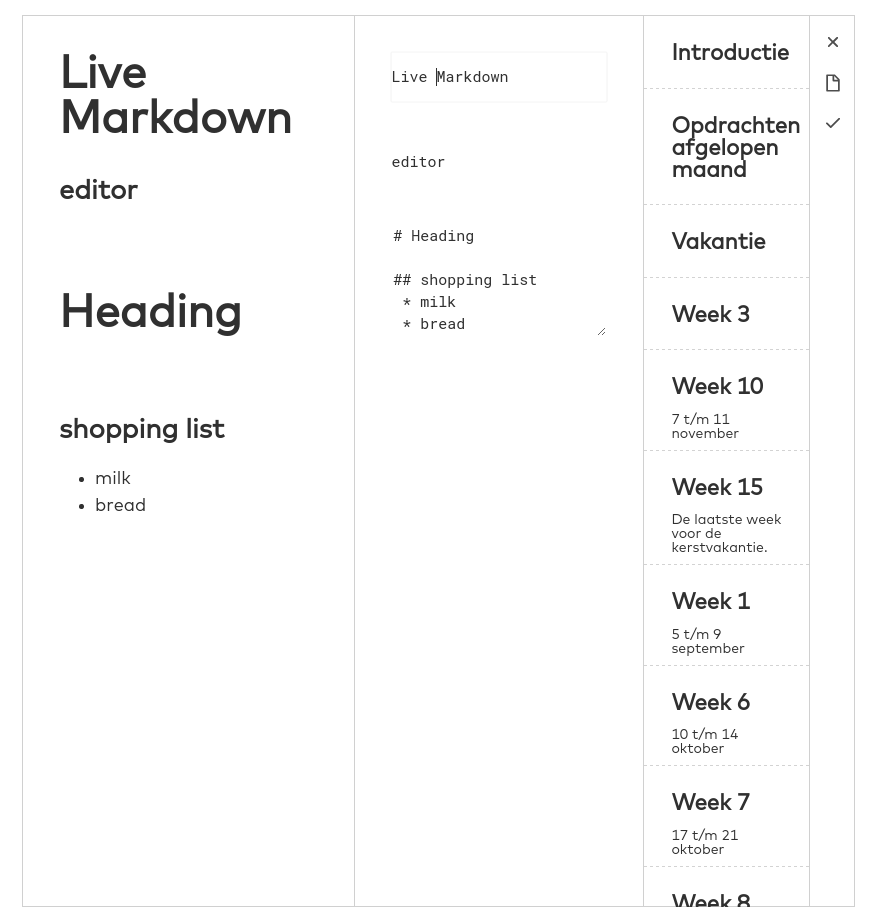 Live
Markdown
editor
Heading
shopping list
milk
bread
Live Markdown
editor
# Heading
## shopping list
* milk
* bread
Introductie
Opdrachten
afgelopen
maand
Vakantie
Week 3
Week 10
7 t/m 11
november
Week 15
De laatste week
voor de
kerstvakantie.
Week 1
5 t/m 9
september
Week 6
10 t/m 14
oktober
Week 7
17 t/m 21
oktober
Week 8